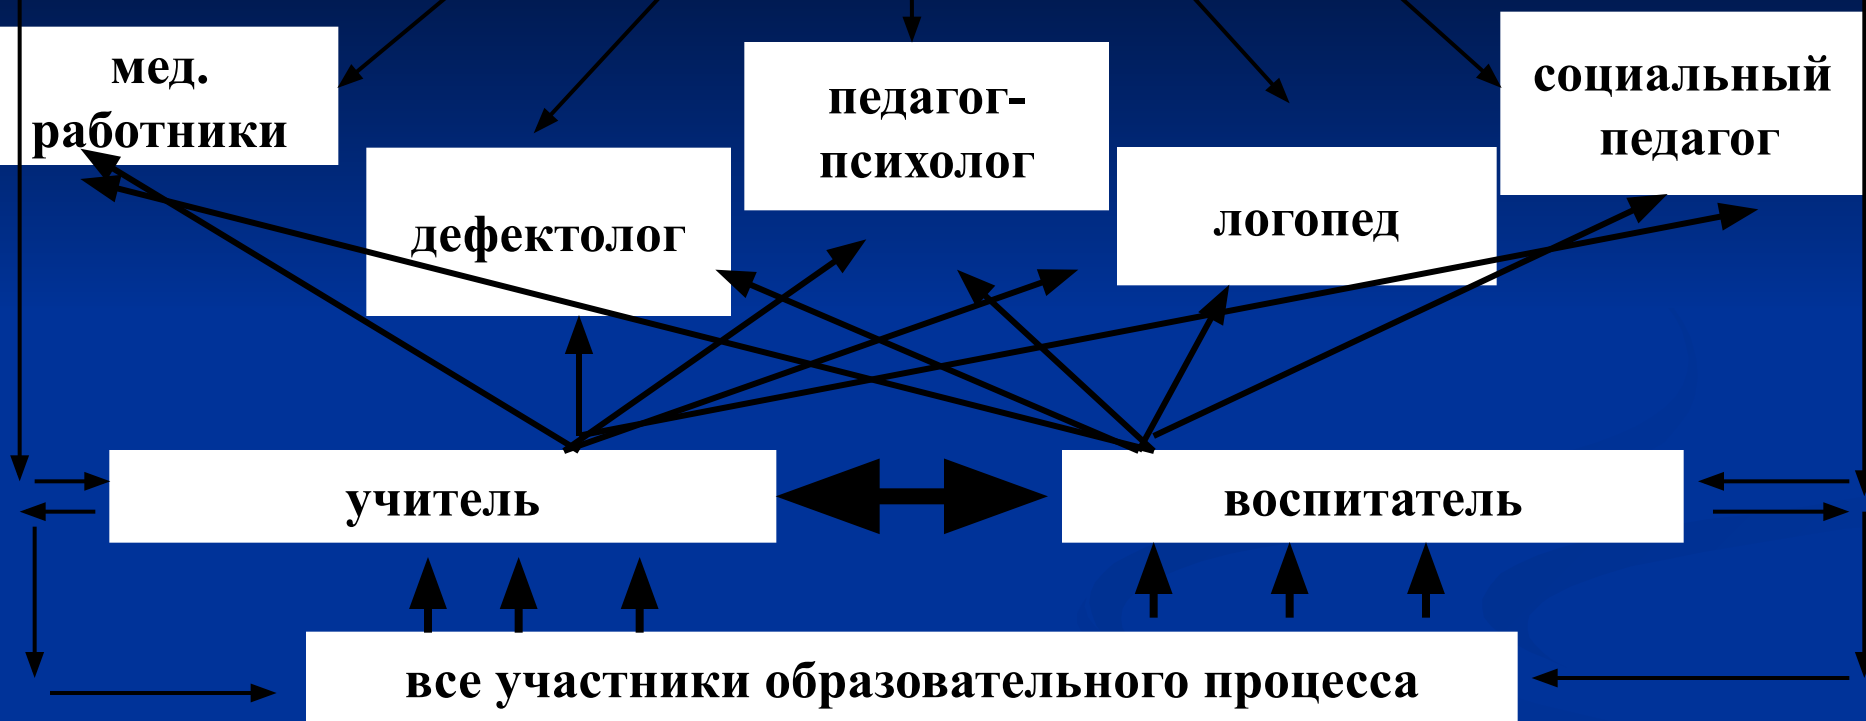 мед.
работники
дефектолог
педагог-
психолог
логопед
социальный
педагог
учитель
воспитатель
все участники образовательного процесса